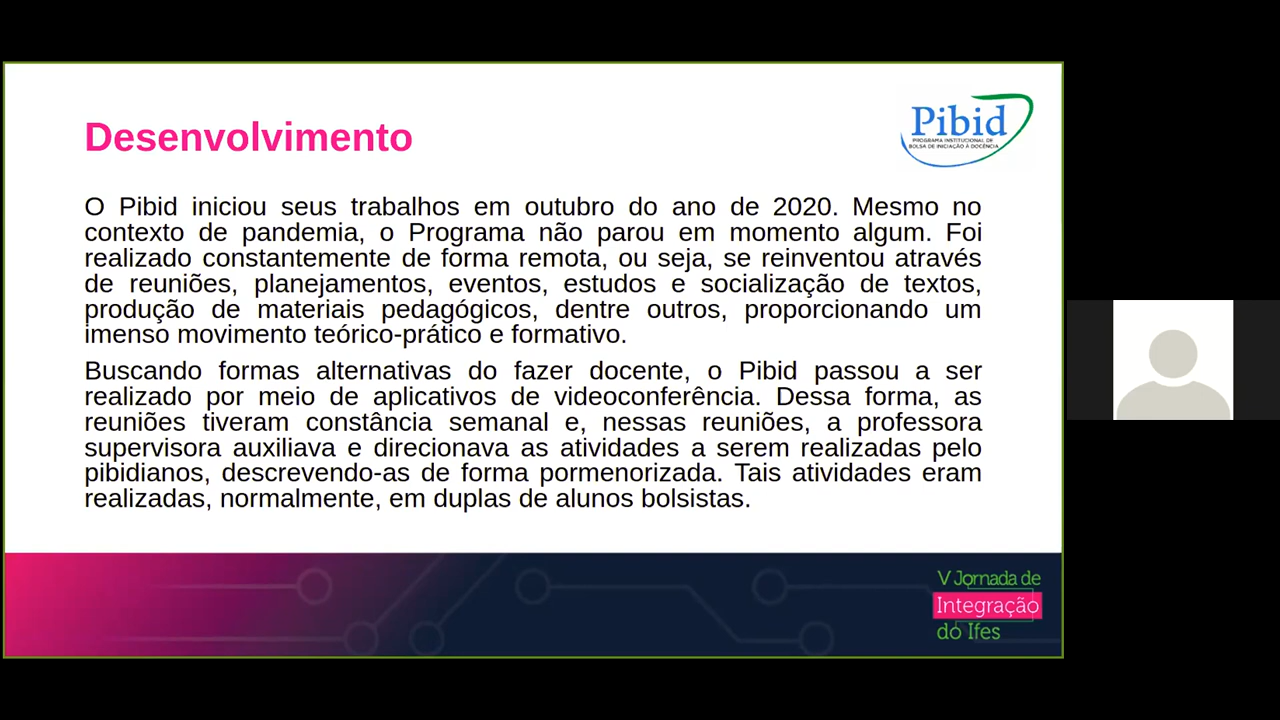 Desenvolvimento
Pibid
PROGRAMA INSTITUCIONAL DE
BOLSA DE INICIAÇÃO À DOCÊNCIA
O Pibid iniciou seus trabalhos em outubro do ano de 2020. Mesmo no
contexto de pandemia, o Programa não parou em momento algum. Foi
realizado constantemente de forma remota, ou seja, se reinventou através
de reuniões, planejamentos, eventos, estudos e socialização de textos,
produção de materiais pedagógicos, dentre outros, proporcionando um
imenso movimento teórico-prático e formativo.
Buscando formas alternativas do fazer docente, o Pibid passou a ser
realizado por meio de aplicativos de videoconferência. Dessa forma, as
reuniões tiveram constância semanal e, nessas reuniões, a professora
supervisora auxiliava e direcionava as atividades a serem realizadas pelo
pibidianos, descrevendo-as de forma pormenorizada. Tais atividades eram
realizadas, normalmente, em duplas de alunos bolsistas.
V Jornada de
Integração
do Ifes